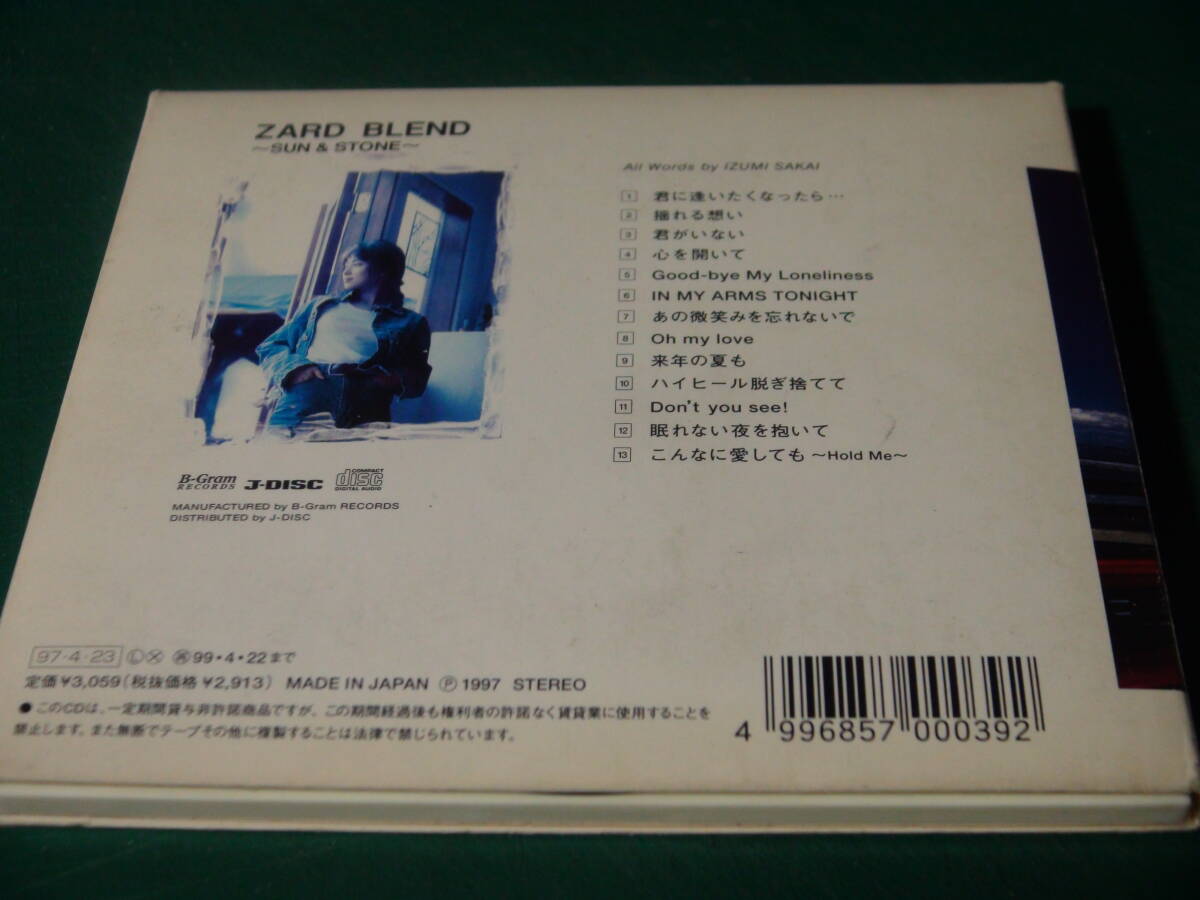 ZARD BLEND
～SUN & STONE～
All Words by IZUMI SAKAI
1 君に逢いたくなったら…
2 揺れる想い
3 君がいない
4 心を開いて
5 Good-bye My Loneliness
6 IN MY ARMS TONIGHT
7 あの微笑みを忘れないで
8 Oh my love
9 来年の夏も
10 ハイヒール脱ぎ捨てて
11 Don't you see!
12 眠れない夜を抱いて
13 こんなに愛しても ～Hold Me～
B-Gram RECORDS J-DISC COMPACT disc DIGITAL AUDIO
MANUFACTURED by B-Gram RECORDS
DISTRIBUTED by J-DISC
97・4・23 Ⓛ Ⓧ 再 99・4・22まで
定価¥3,059(税抜価格¥2,913) MADE IN JAPAN Ⓟ 1997 STEREO
●このCDは、一定期間貸与非許諾商品ですが、この期間経過後も権利者の許諾なく賃貸業に使用することを
禁止します。また無断でテープその他に複製することは法律で禁じられています。
4 996857 000392